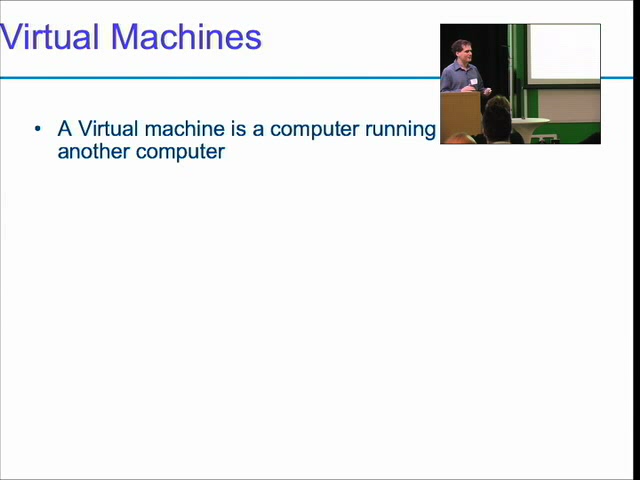 Virtual Machines
• A Virtual machine is a computer running
another computer